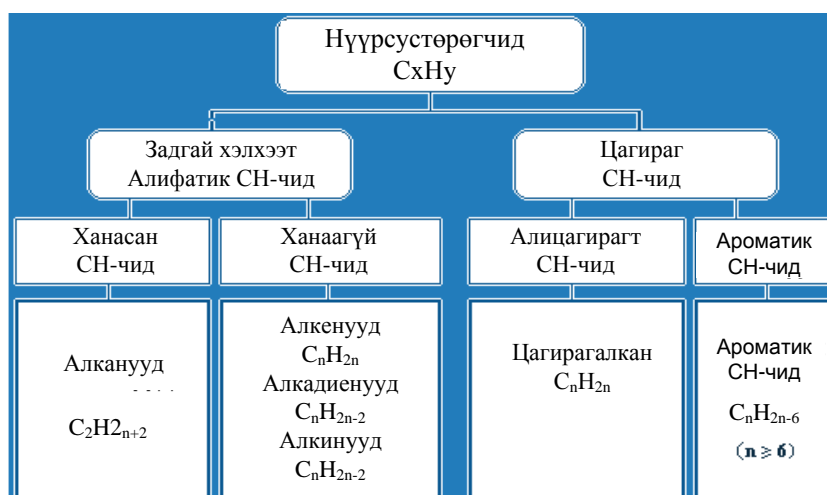 Нүүрсустөрөгчид
CxHy
Задгай хэлхээт
Алифатик CH-чид
Цагираг
CH-чид
Ханасан
CH-чид
Ханаагүй
CH-чид
Алицагирагт
CH-чид
Ароматик
CH-чид
Алканууд
C₂H2ₙ₊₂
Алкенууд
CₙH₂ₙ
Алкадиенууд
CₙH₂ₙ₋₂
Алкинууд
CₙH₂ₙ₋₂
Цагирагалкан
CₙH₂ₙ
Ароматик
CH-чид
CₙH₂ₙ₋₆
(n ≥ 6)